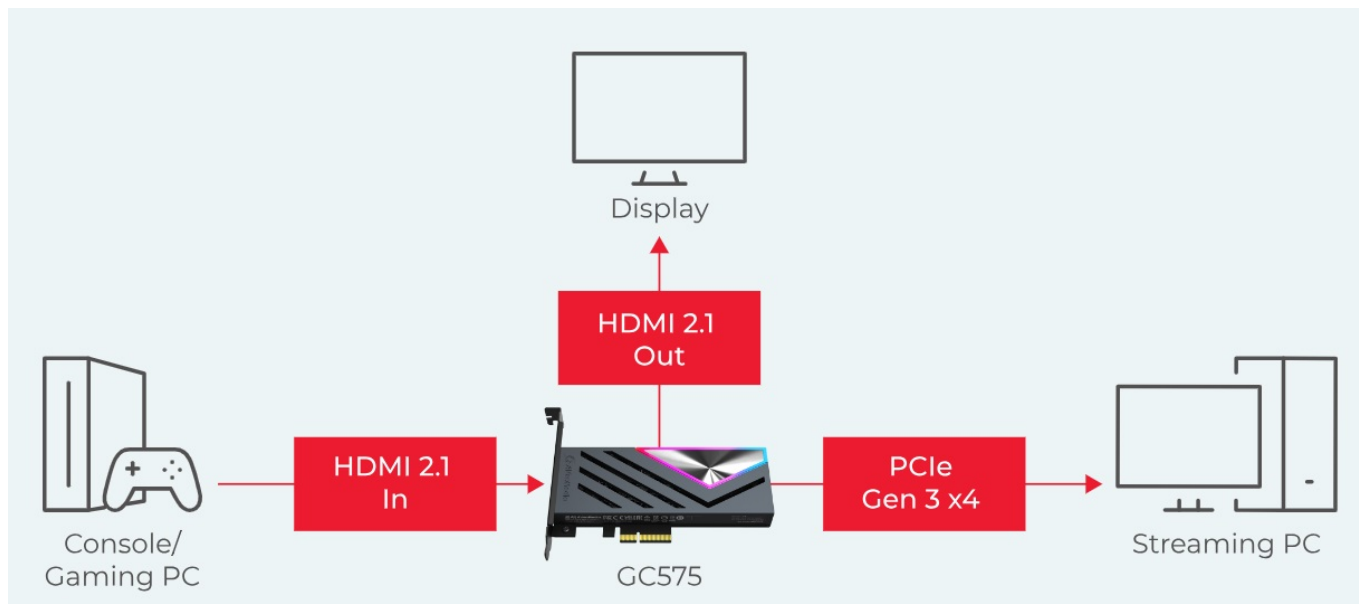 Display
HDMI 2.1
Out
HDMI 2.1
In
PCIe
Gen 3 x4
Console/
Gaming PC
GC575
Streaming PC